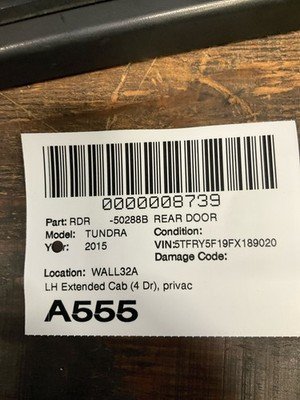 0000008739
Part: RDR -50288B REAR DOOR
Model: TUNDRA Condition:
Year: 2015 VIN:5TFRY5F19FX189020
Damage Code:
Location: WALL32A
LH Extended Cab (4 Dr), privac
A555